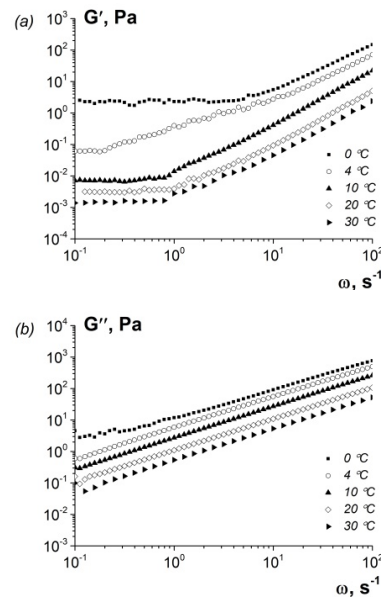 (a) G′, Pa
10³
10²
10¹
10⁰
10⁻¹
10⁻²
10⁻³
10⁻⁴
0 °C
4 °C
10 °C
20 °C
30 °C
10⁻¹ 10⁰ 10¹ 10²
ω, s⁻¹
(b) G′′, Pa
10⁴
10³
10²
10¹
10⁰
10⁻¹
10⁻²
10⁻³
0 °C
4 °C
10 °C
20 °C
30 °C
10⁻¹ 10⁰ 10¹ 10²
ω, s⁻¹